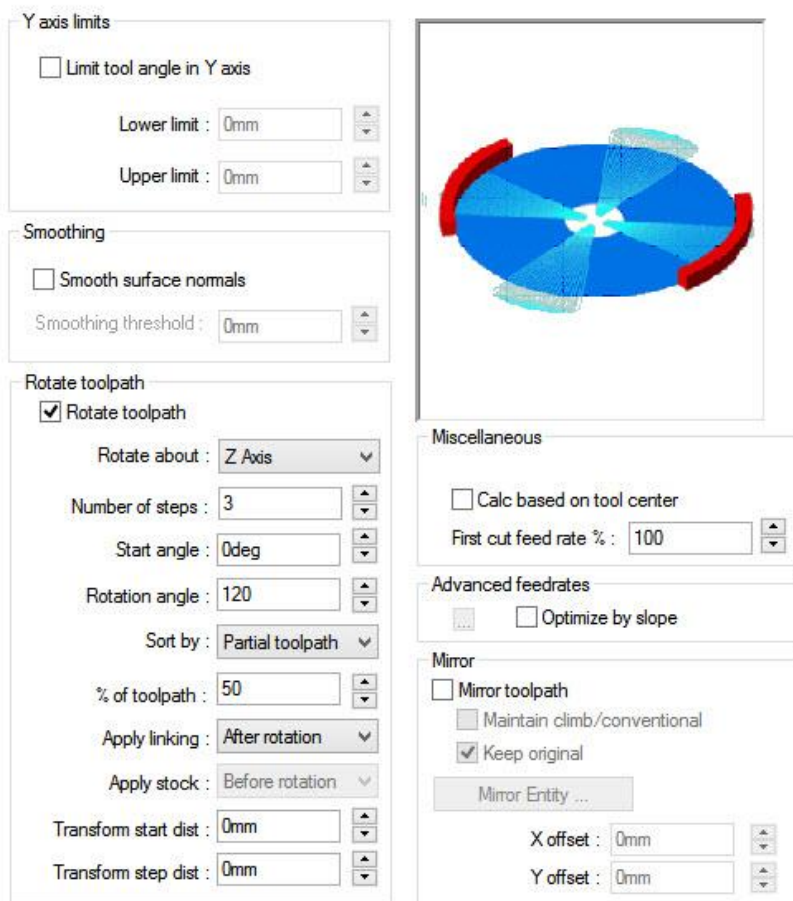 Y axis limits
Limit tool angle in Y axis
Lower limit : 0mm
Upper limit : 0mm
Smoothing
Smooth surface normals
Smoothing threshold : 0mm
Rotate toolpath
Rotate toolpath
Rotate about : Z Axis
Number of steps : 3
Start angle : 0deg
Rotation angle : 120
Sort by : Partial toolpath
% of toolpath : 50
Apply linking : After rotation
Apply stock : Before rotation
Transform start dist : 0mm
Transform step dist : 0mm
Miscellaneous
Calc based on tool center
First cut feed rate % : 100
Advanced feedrates
... Optimize by slope
Mirror
Mirror toolpath
Maintain climb/conventional
Keep original
Mirror Entity ...
X offset : 0mm
Y offset : 0mm